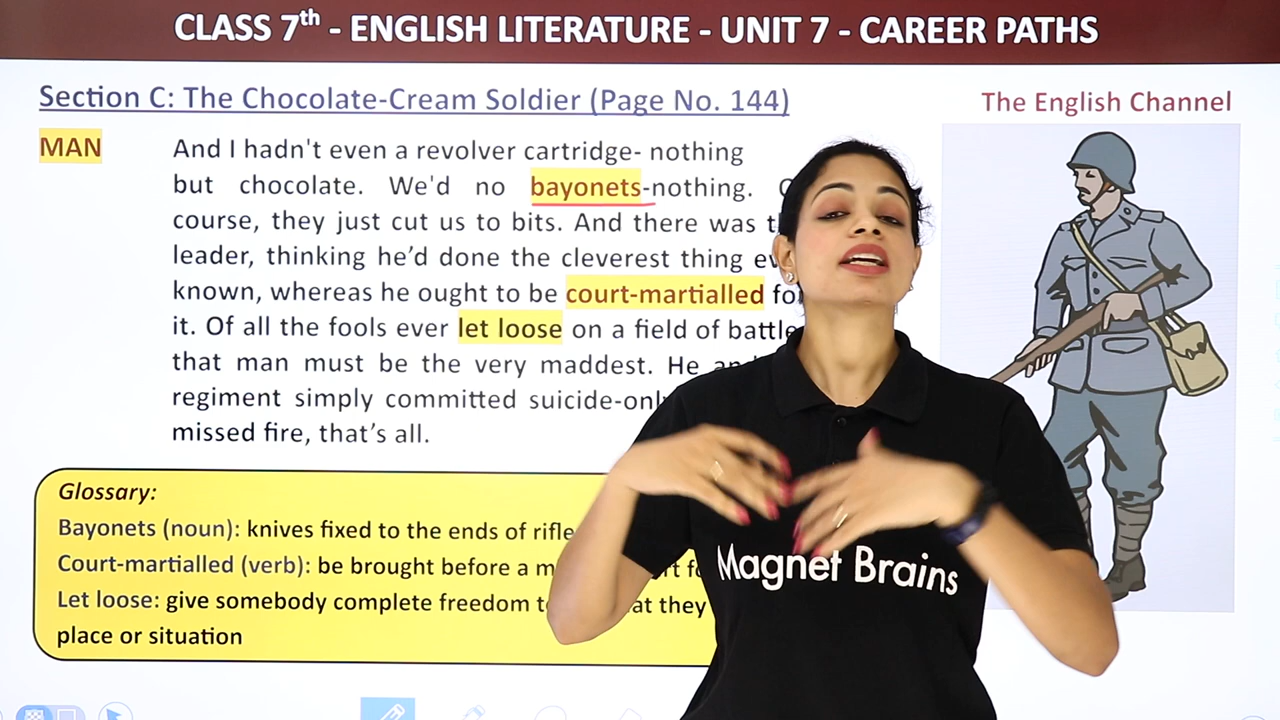 CLASS 7th - ENGLISH LITERATURE - UNIT 7 - CAREER PATHS
Section C: The Chocolate-Cream Soldier (Page No. 144)
The English Channel
MAN
And I hadn't even a revolver cartridge- nothing
but chocolate. We'd no bayonets-nothing.
course, they just cut us to bits. And there was
leader, thinking he’d done the cleverest thing
known, whereas he ought to be court-martialled
it. Of all the fools ever let loose on a field of battle
that man must be the very maddest. He
regiment simply committed suicide-
missed fire, that’s all.
Glossary:
Bayonets (noun): knives fixed to the ends of
Court-martialled (verb): be brought before a
Let loose: give somebody complete freedom they
place or situation
Magnet Brains